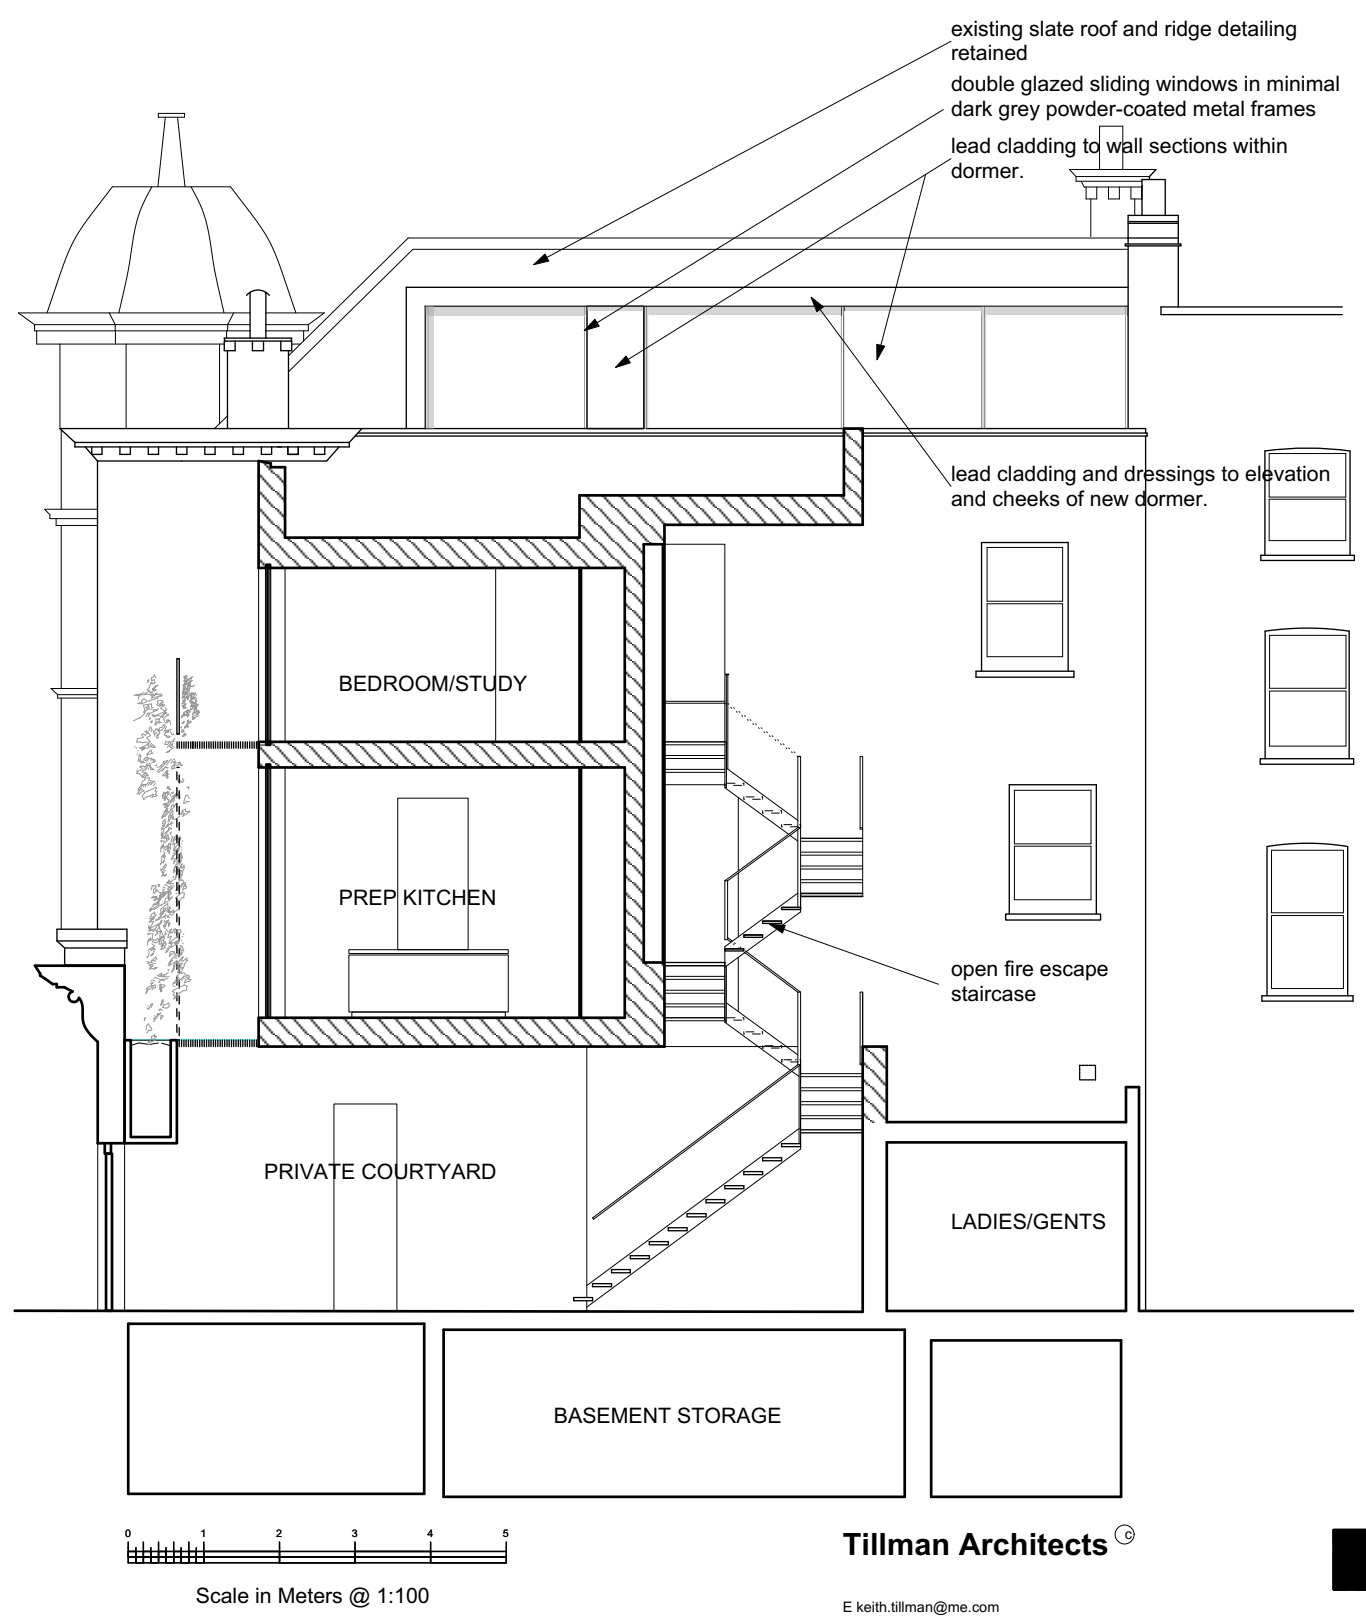 existing slate roof and ridge detailing
retained
double glazed sliding windows in minimal
dark grey powder-coated metal frames
lead cladding to wall sections within
dormer.
lead cladding and dressings to elevation
and cheeks of new dormer.
BEDROOM/STUDY
PREP KITCHEN
open fire escape
staircase
PRIVATE COURTYARD
LADIES/GENTS
BASEMENT STORAGE
0 1 2 3 4 5
Scale in Meters @ 1:100
Tillman Architects ©
E keith.tillman@me.com